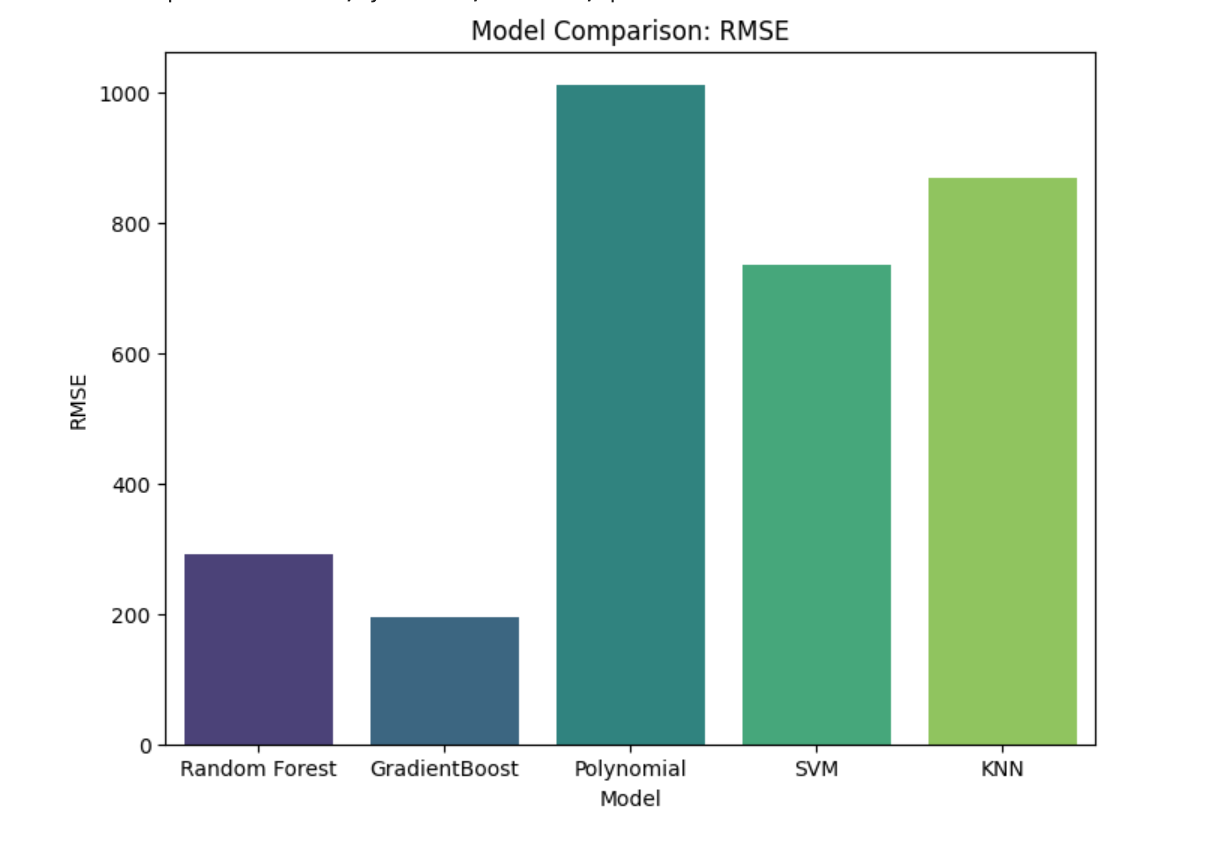 Model Comparison: RMSE
1000
800
600
400
200
0
RMSE
Random Forest GradientBoost Polynomial SVM KNN
Model